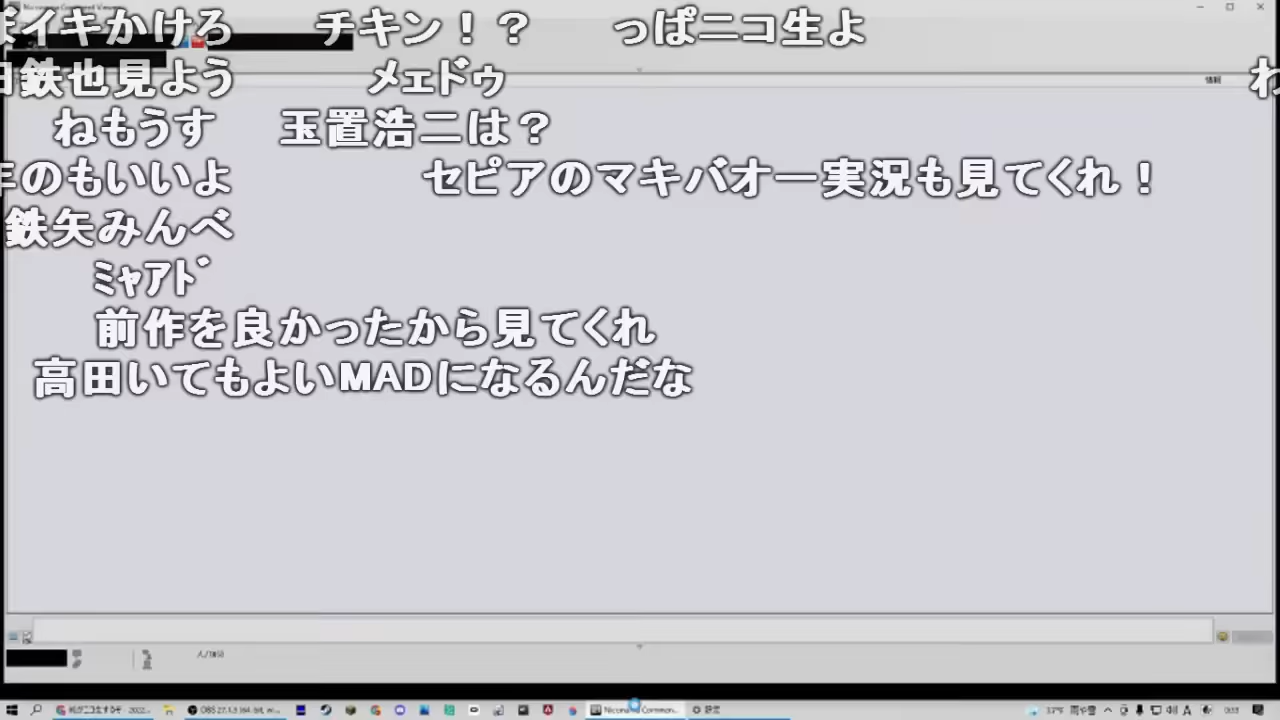 イキかけろ チキン！？ っぱニコ生よ
鉄也見よう メェドゥ わ
ねもうす 玉置浩二は？
年のもいいよ セピアのマキバオー実況も見てくれ！
鉄矢みんべ
ﾐｬｱﾄﾞ
前作を良かったから見てくれ
高田いてもよいMADになるんだな